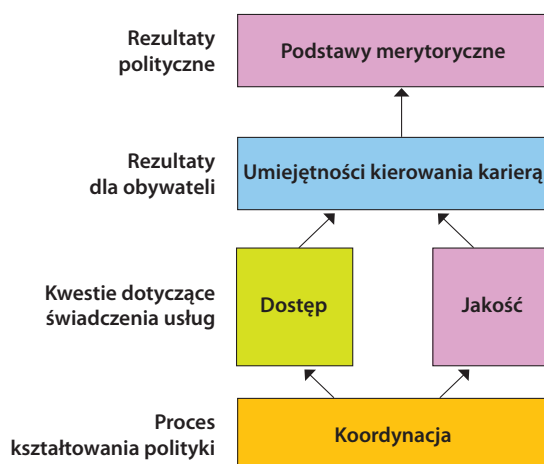 Rezultaty
polityczne
Podstawy merytoryczne
Rezultaty
dla obywateli
Umiejętności kierowania karierą
Kwestie dotyczące
świadczenia usług
Dostęp
Jakość
Proces
kształtowania polityki
Koordynacja